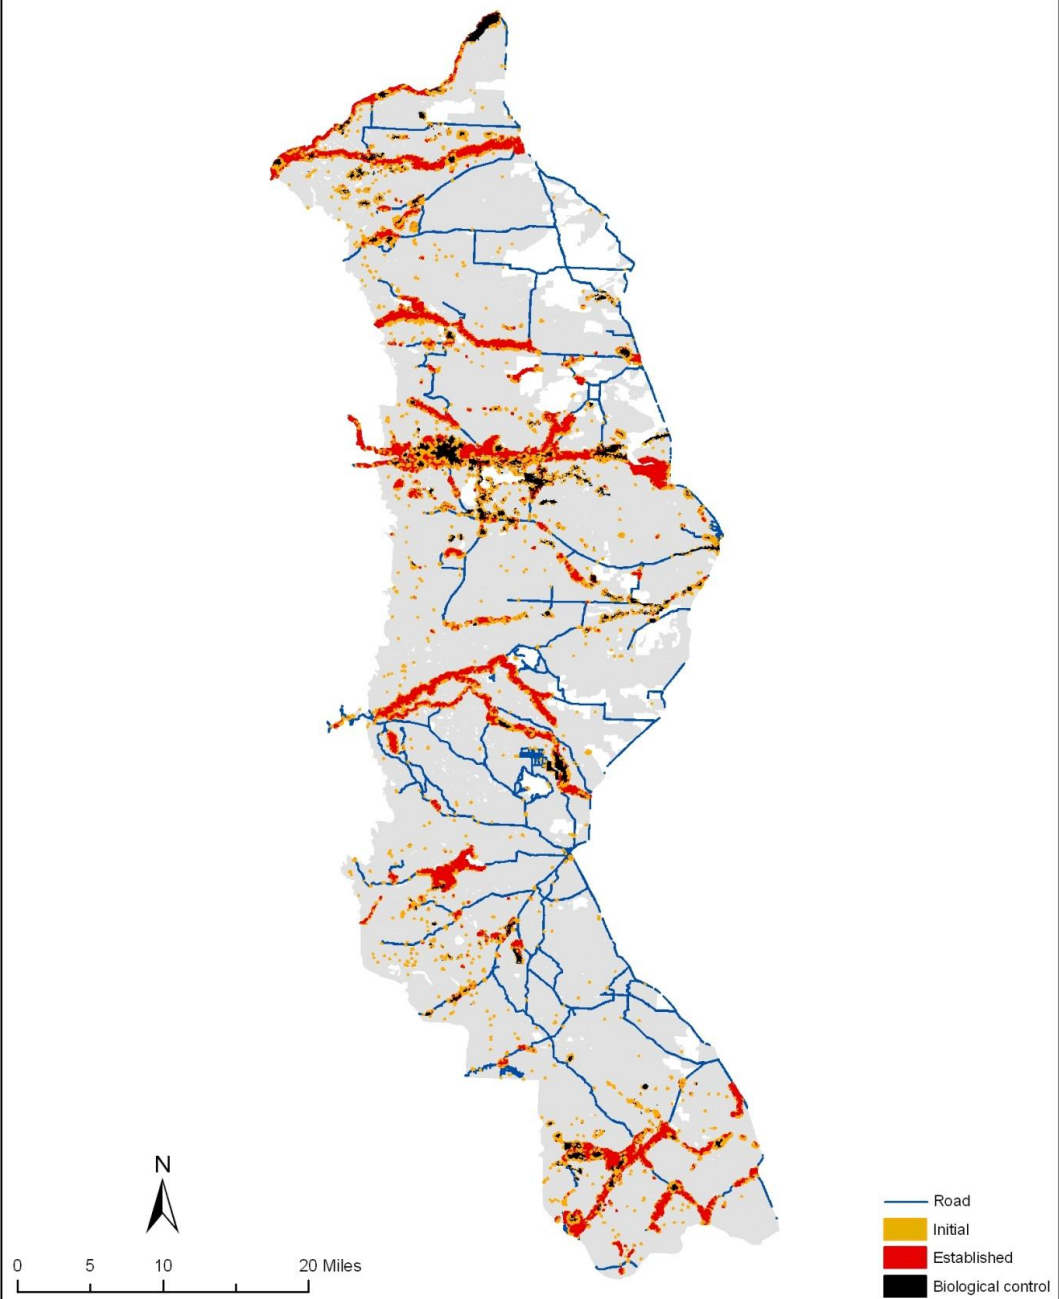 N
0 5 10 20 Miles
Road
Initial
Established
Biological control